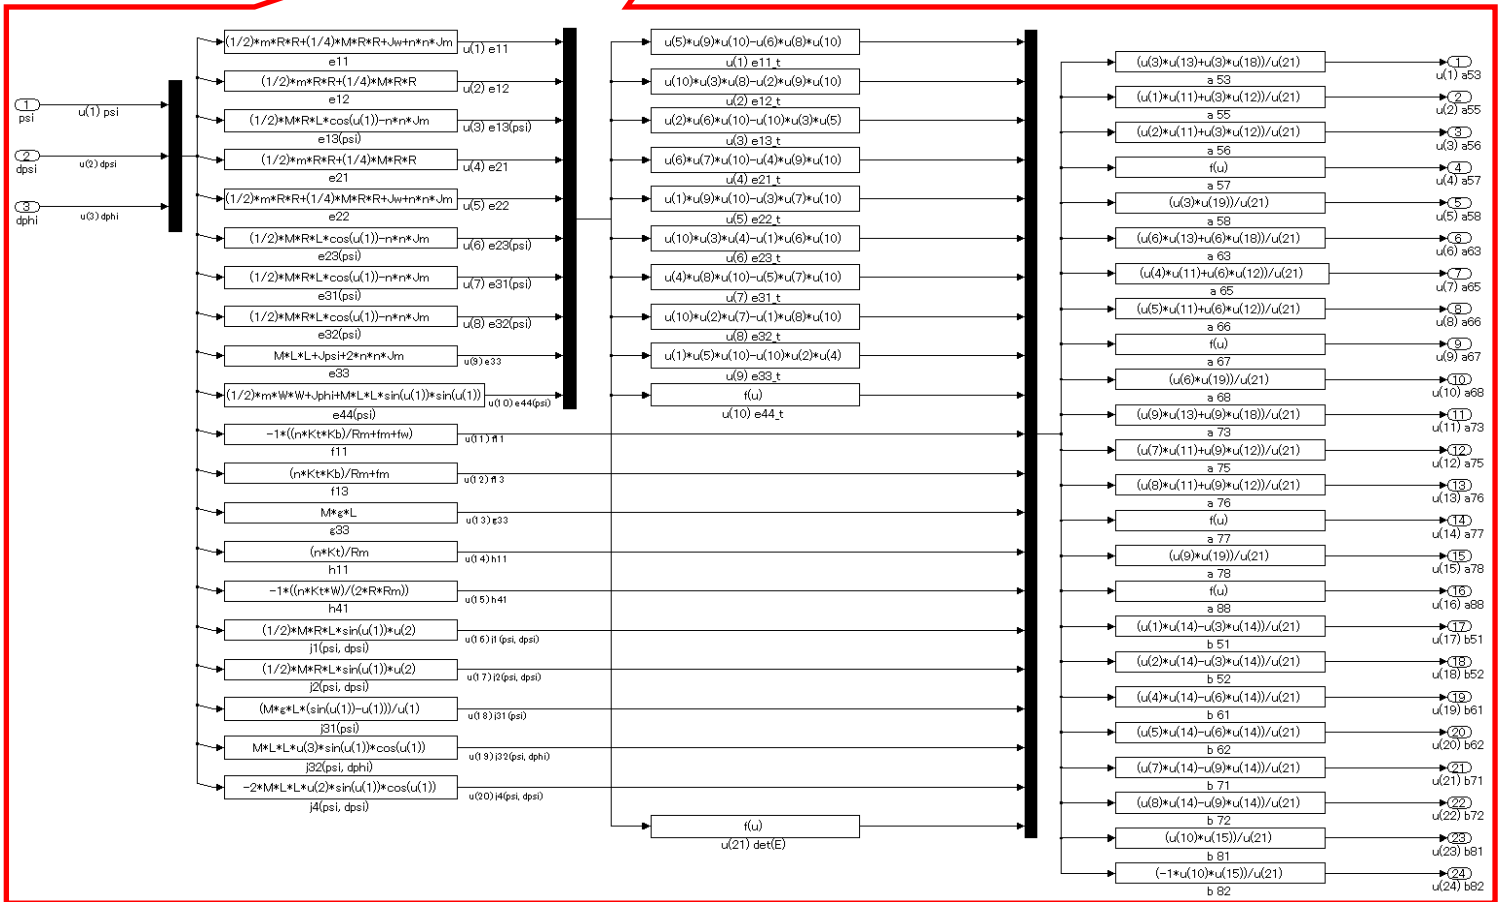 1
psi
u(1) psi
2
dpsi
u(2) dpsi
3
dphi
u(3) dphi
(1/2)*m*R*R+(1/4)*M*R*R+Jw+n*n*Jm
e11
u(1) e11
(1/2)*m*R*R+(1/4)*M*R*R
e12
u(2) e12
(1/2)*M*R*L*cos(u(1))-n*n*Jm
e13(psi)
u(3) e13(psi)
(1/2)*m*R*R+(1/4)*M*R*R
e21
u(4) e21
(1/2)*m*R*R+(1/4)*M*R*R+Jw+n*n*Jm
e22
u(5) e22
(1/2)*M*R*L*cos(u(1))-n*n*Jm
e23(psi)
u(6) e23(psi)
(1/2)*M*R*L*cos(u(1))-n*n*Jm
e31(psi)
u(7) e31(psi)
(1/2)*M*R*L*cos(u(1))-n*n*Jm
e32(psi)
u(8) e32(psi)
M*L*L+Jpsi+2*n*n*Jm
e33
u(9) e33
(1/2)*m*W*W+Jphi+M*L*L*sin(u(1))*sin(u(1))
e44(psi)
u(10) e44(psi)
-1*((n*Kt*Kb)/Rm+fm+fw)
f11
u(11) f11
(n*Kt*Kb)/Rm+fm
f13
u(12) f13
M*g*L
g33
u(13) g33
(n*Kt)/Rm
h11
u(14) h11
-1*((n*Kt*W)/(2*R*Rm))
h41
u(15) h41
(1/2)*M*R*L*sin(u(1))*u(2)
j1(psi, dpsi)
u(16) j1(psi, dpsi)
(1/2)*M*R*L*sin(u(1))*u(2)
j2(psi, dpsi)
u(17) j2(psi, dpsi)
(M*g*L*(sin(u(1))-u(1)))/u(1)
j31(psi)
u(18) j31(psi)
M*L*L*u(3)*sin(u(1))*cos(u(1))
j32(psi, dphi)
u(19) j32(psi, dphi)
-2*M*L*L*u(2)*sin(u(1))*cos(u(1))
j4(psi, dpsi)
u(20) j4(psi, dpsi)
u(5)*u(9)*u(10)-u(6)*u(8)*u(10)
u(1) e11_t
u(10)*u(3)*u(8)-u(2)*u(9)*u(10)
u(2) e12_t
u(2)*u(6)*u(10)-u(10)*u(3)*u(5)
u(3) e13_t
u(6)*u(7)*u(10)-u(4)*u(9)*u(10)
u(4) e21_t
u(1)*u(9)*u(10)-u(3)*u(7)*u(10)
u(5) e22_t
u(10)*u(3)*u(4)-u(1)*u(6)*u(10)
u(6) e23_t
u(4)*u(8)*u(10)-u(5)*u(7)*u(10)
u(7) e31_t
u(10)*u(2)*u(7)-u(1)*u(8)*u(10)
u(8) e32_t
u(1)*u(5)*u(10)-u(10)*u(2)*u(4)
u(9) e33_t
f(u)
u(10) e44_t
f(u)
u(21) det(E)
(u(3)*u(13)+u(3)*u(18))/u(21)
a 53
1
u(1) a53
(u(1)*u(11)+u(3)*u(12))/u(21)
a 55
2
u(2) a55
(u(2)*u(11)+u(3)*u(12))/u(21)
a 56
3
u(3) a56
f(u)
a 57
4
u(4) a57
(u(3)*u(19))/u(21)
a 58
5
u(5) a58
(u(6)*u(13)+u(6)*u(18))/u(21)
a 63
6
u(6) a63
(u(4)*u(11)+u(6)*u(12))/u(21)
a 65
7
u(7) a65
(u(5)*u(11)+u(6)*u(12))/u(21)
a 66
8
u(8) a66
f(u)
a 67
9
u(9) a67
(u(6)*u(19))/u(21)
a 68
10
u(10) a68
(u(9)*u(13)+u(9)*u(18))/u(21)
a 73
11
u(11) a73
(u(7)*u(11)+u(9)*u(12))/u(21)
a 75
12
u(12) a75
(u(8)*u(11)+u(9)*u(12))/u(21)
a 76
13
u(13) a76
f(u)
a 77
14
u(14) a77
(u(9)*u(19))/u(21)
a 78
15
u(15) a78
f(u)
a 88
16
u(16) a88
(u(1)*u(14)-u(3)*u(14))/u(21)
b 51
17
u(17) b51
(u(2)*u(14)-u(3)*u(14))/u(21)
b 52
18
u(18) b52
(u(4)*u(14)-u(6)*u(14))/u(21)
b 61
19
u(19) b61
(u(5)*u(14)-u(6)*u(14))/u(21)
b 62
20
u(20) b62
(u(7)*u(14)-u(9)*u(14))/u(21)
b 71
21
u(21) b71
(u(8)*u(14)-u(9)*u(14))/u(21)
b 72
22
u(22) b72
(u(10)*u(15))/u(21)
b 81
23
u(23) b81
(-1*u(10)*u(15))/u(21)
b 82
24
u(24) b82